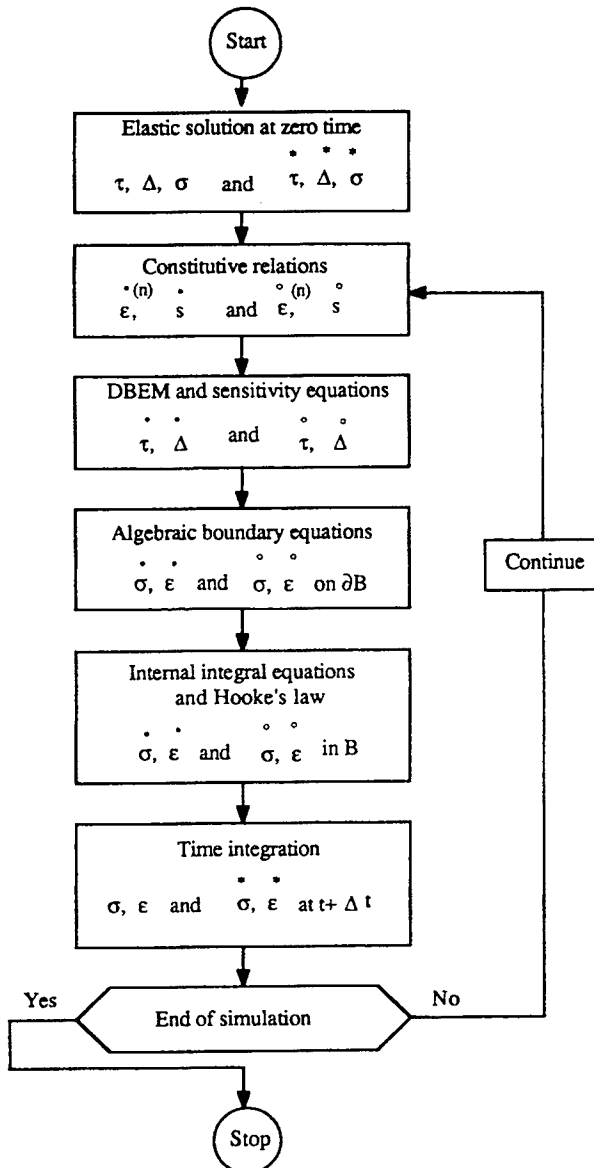 Start
Elastic solution at zero time
τ, Δ, σ and τ̽, Δ̽, σ̽
Constitutive relations
ε̇⁽ⁿ⁾, ṡ and ε̊⁽ⁿ⁾, s̊
DBEM and sensitivity equations
τ̇, Δ̇ and τ̊, Δ̊
Algebraic boundary equations
σ̇, ε̇ and σ̊, ε̊ on ∂B
Continue
Internal integral equations
and Hooke's law
σ̇, ε̇ and σ̊, ε̊ in B
Time integration
σ, ε and σ̽, ε̽ at t+ Δ t
Yes
No
End of simulation
Stop